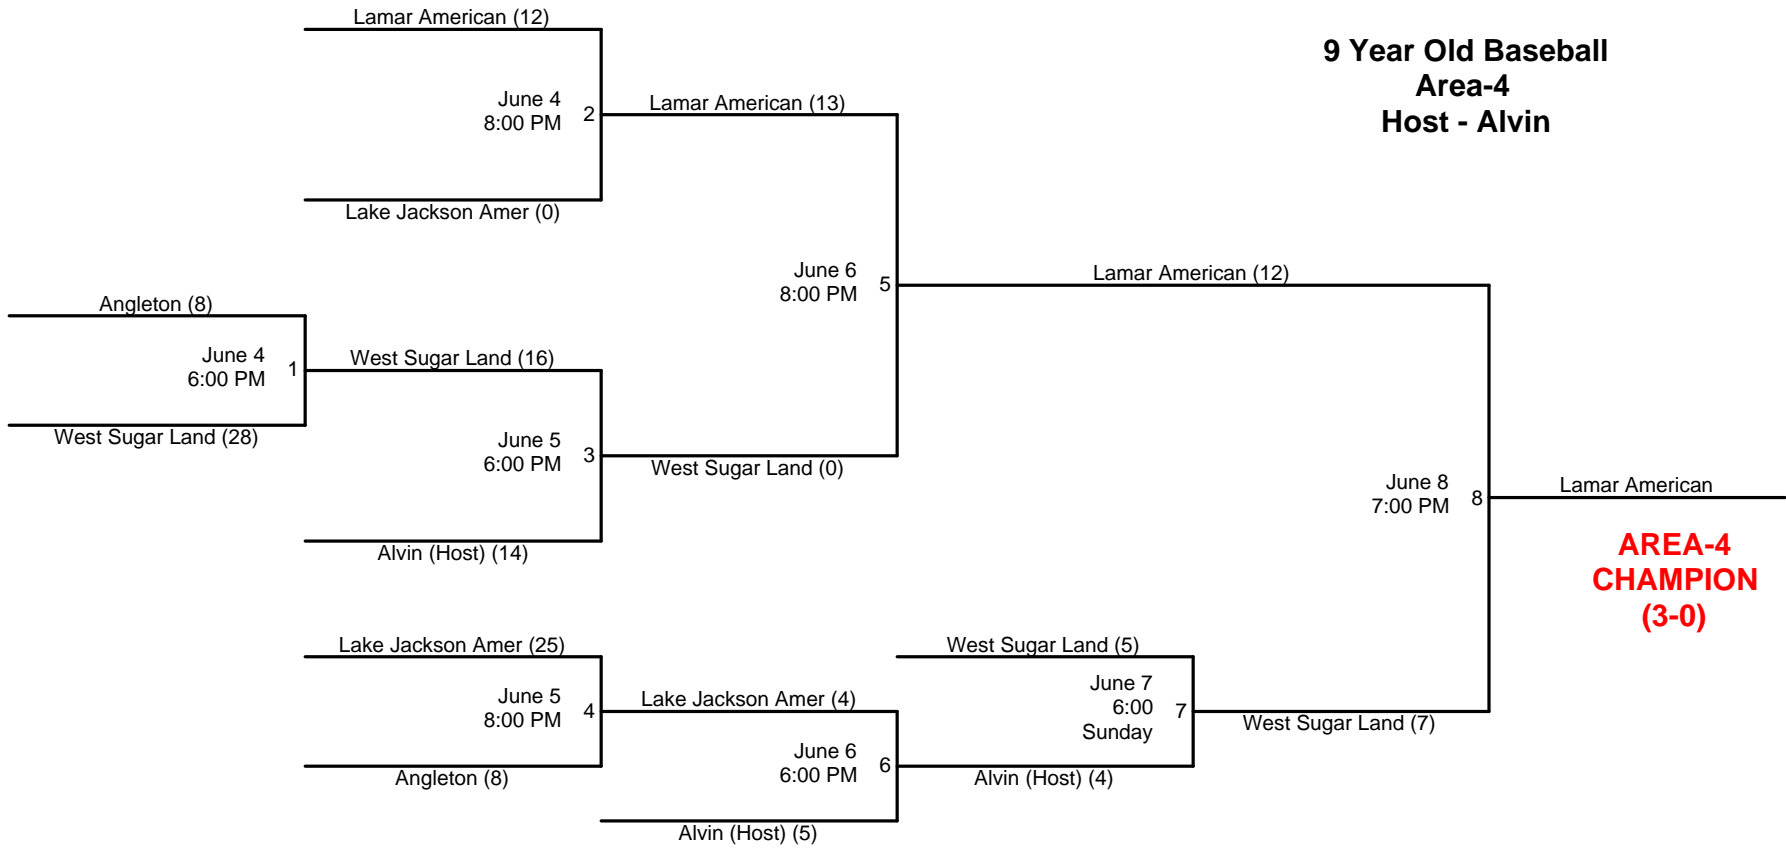 Lamar American (12)
9 Year Old Baseball
Area-4
Host - Alvin
June 4
8:00 PM
2
Lamar American (13)
Lake Jackson Amer (0)
June 6
8:00 PM
5
Lamar American (12)
Angleton (8)
June 4
6:00 PM
1
West Sugar Land (16)
West Sugar Land (28)
June 5
6:00 PM
3
West Sugar Land (0)
Alvin (Host) (14)
June 8
7:00 PM
8
Lamar American
AREA-4
CHAMPION
(3-0)
Lake Jackson Amer (25)
June 5
8:00 PM
4
Lake Jackson Amer (4)
Angleton (8)
June 6
6:00 PM
6
Alvin (Host) (5)
West Sugar Land (5)
June 7
6:00
Sunday
7
West Sugar Land (7)
Alvin (Host) (4)